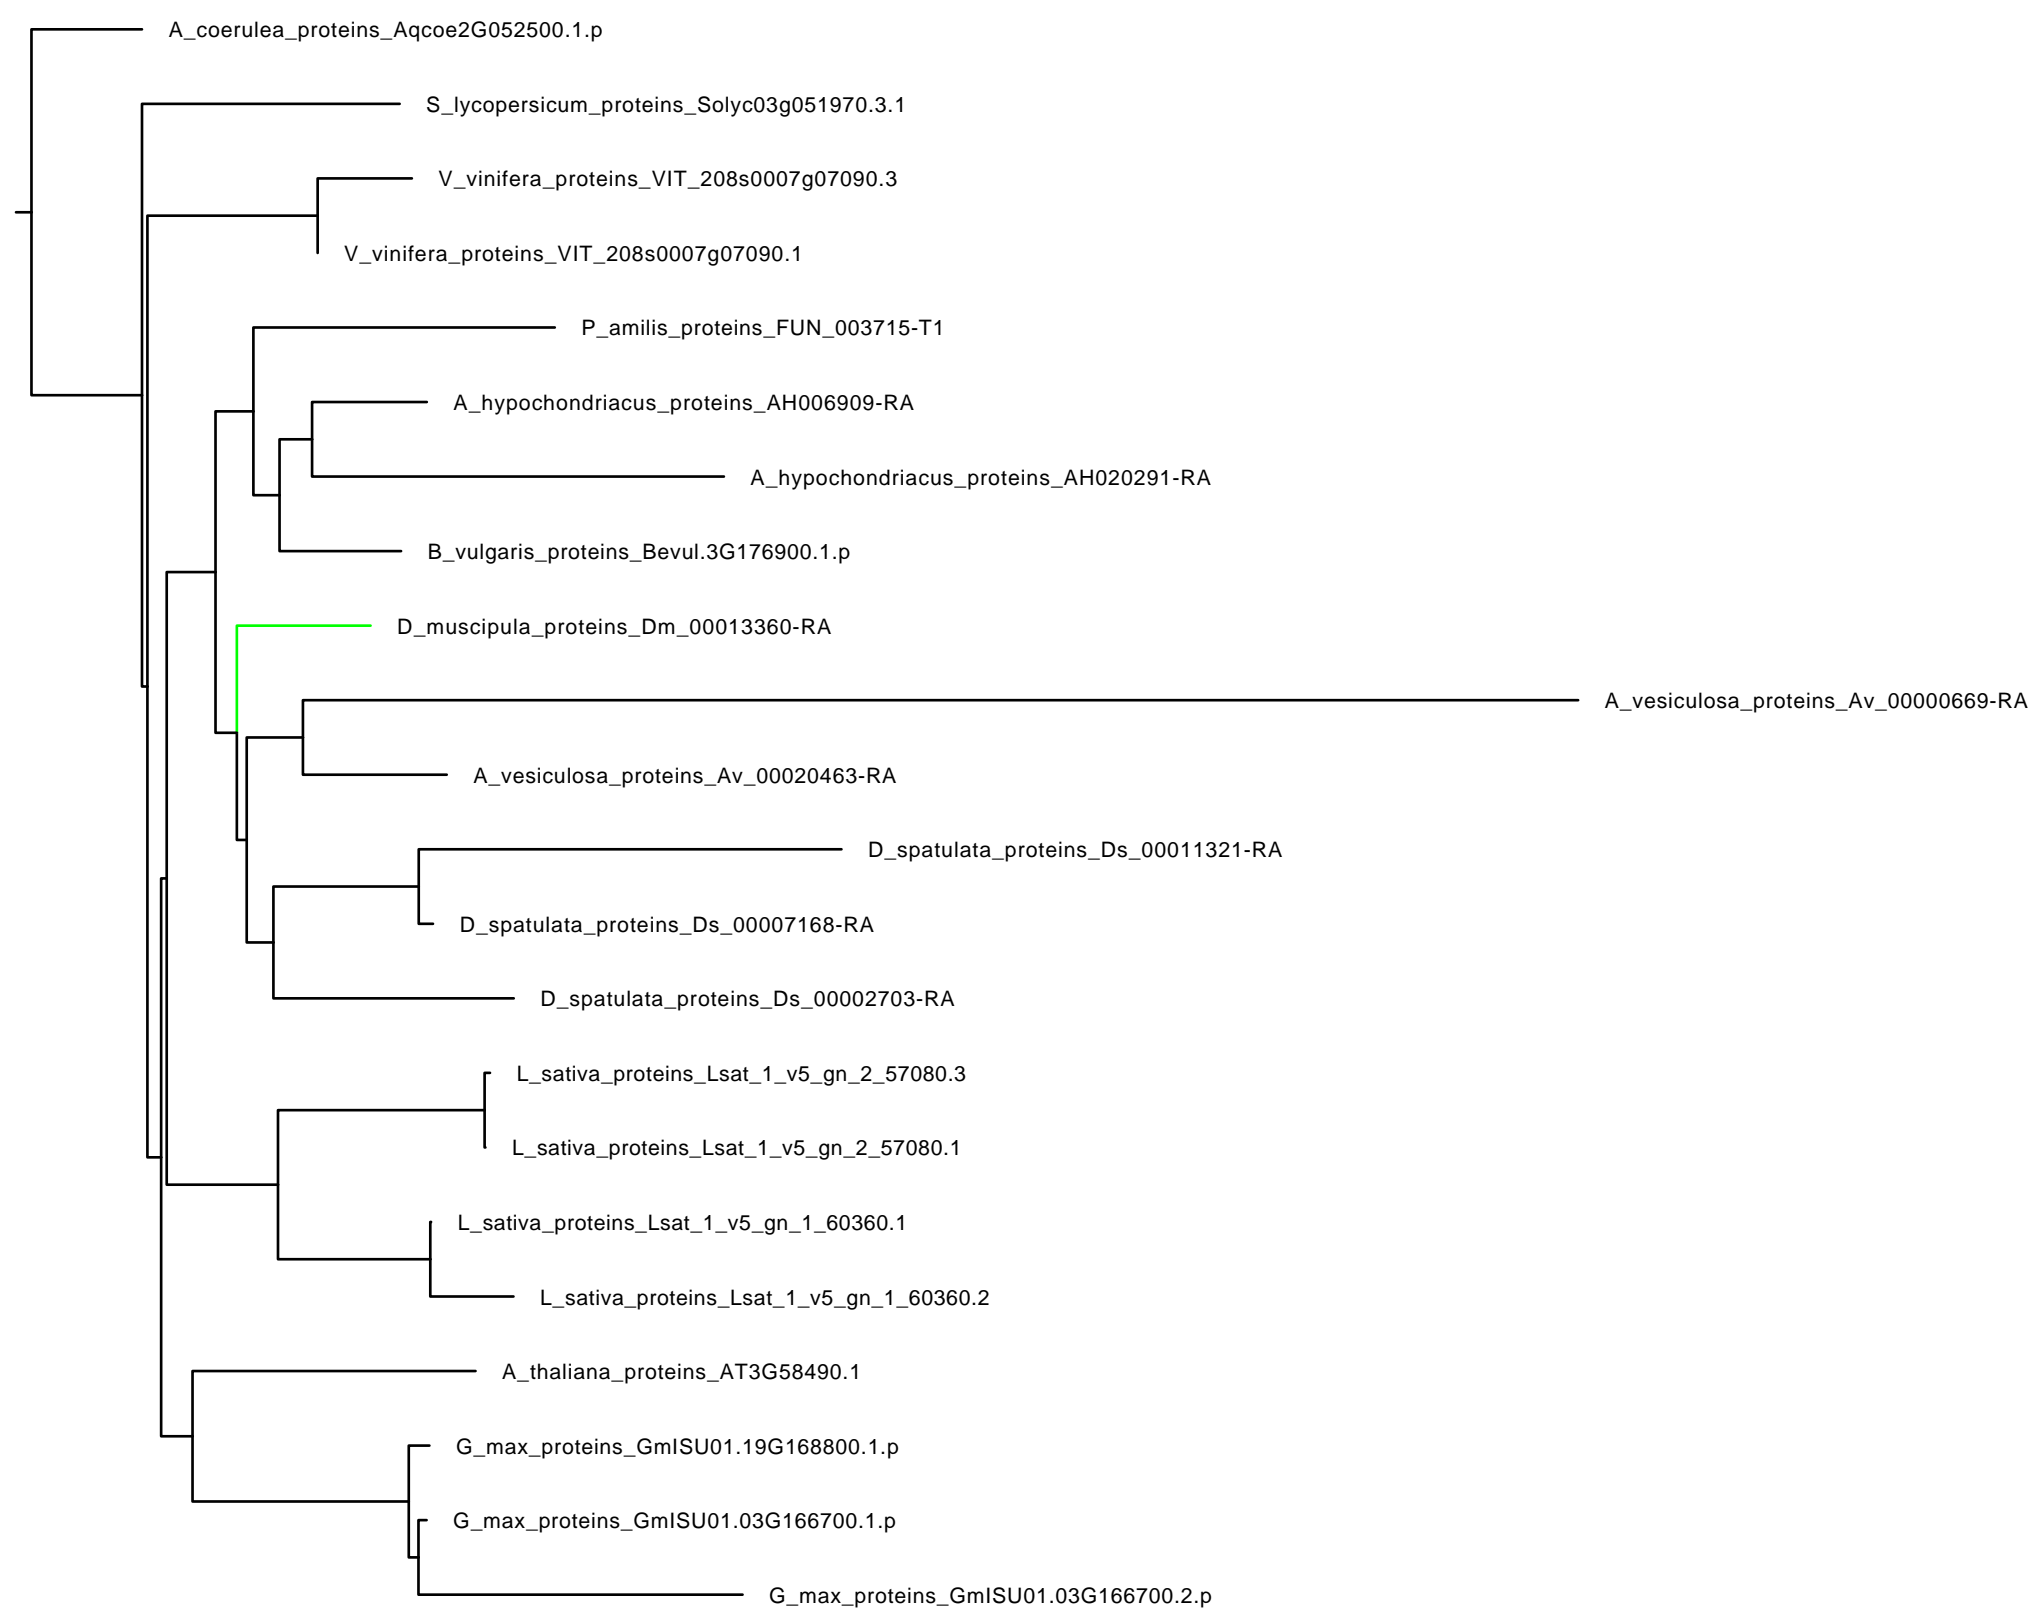 A_coerulea_proteins_Aqcoe2G052500.1.p
S_lycopersicum_proteins_Solyc03g051970.3.1
V_vinifera_proteins_VIT_208s0007g07090.3
V_vinifera_proteins_VIT_208s0007g07090.1
P_amilis_proteins_FUN_003715-T1
A_hypochondriacus_proteins_AH006909-RA
A_hypochondriacus_proteins_AH020291-RA
B_vulgaris_proteins_Bevul.3G176900.1.p
D_muscipula_proteins_Dm_00013360-RA
A_vesiculosa_proteins_Av_00000669-RA
A_vesiculosa_proteins_Av_00020463-RA
D_spatulata_proteins_Ds_00011321-RA
D_spatulata_proteins_Ds_00007168-RA
D_spatulata_proteins_Ds_00002703-RA
L_sativa_proteins_Lsat_1_v5_gn_2_57080.3
L_sativa_proteins_Lsat_1_v5_gn_2_57080.1
L_sativa_proteins_Lsat_1_v5_gn_1_60360.1
L_sativa_proteins_Lsat_1_v5_gn_1_60360.2
A_thaliana_proteins_AT3G58490.1
G_max_proteins_GmISU01.19G168800.1.p
G_max_proteins_GmISU01.03G166700.1.p
G_max_proteins_GmISU01.03G166700.2.p